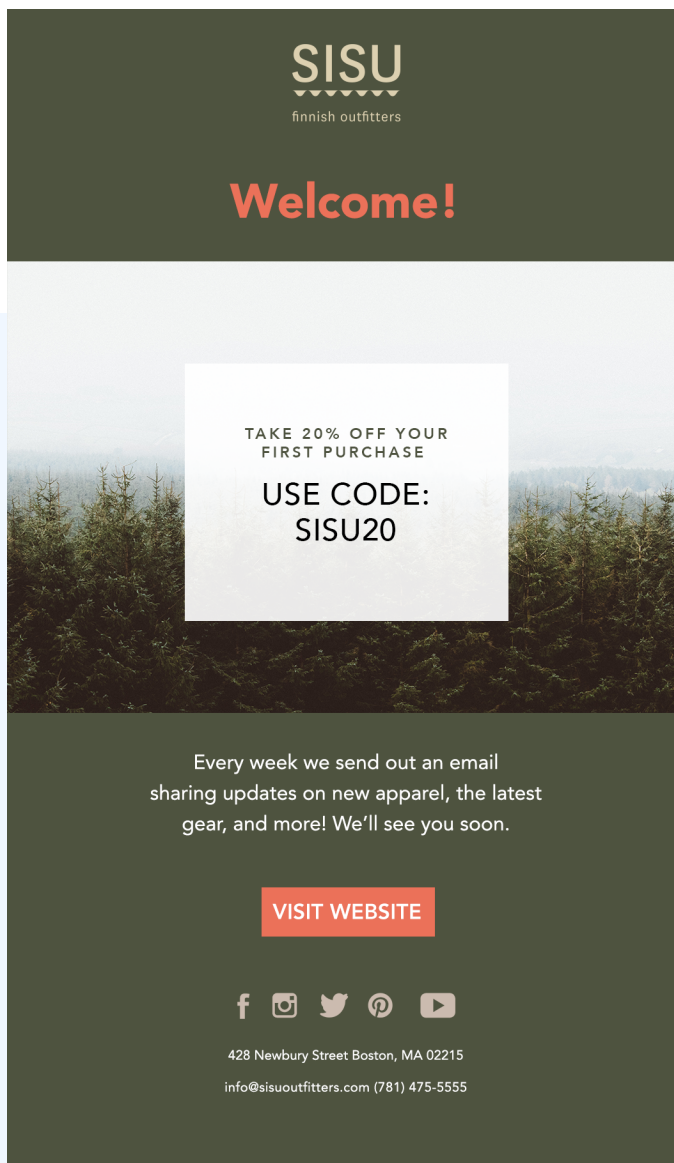 SISU
finnish outfitters
Welcome!
TAKE 20% OFF YOUR
FIRST PURCHASE
USE CODE:
SISU20
Every week we send out an email
sharing updates on new apparel, the latest
gear, and more! We’ll see you soon.
VISIT WEBSITE
428 Newbury Street Boston, MA 02215
info@sisuoutfitters.com (781) 475-5555